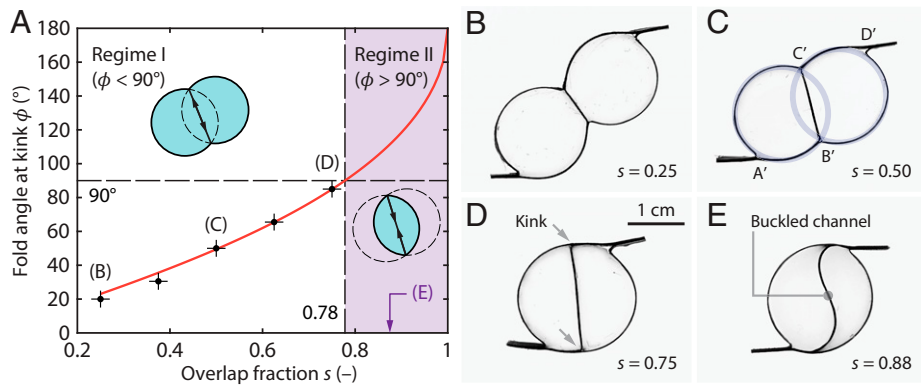 A
Fold angle at kink ϕ (°)
180
160
140
120
100
80
60
40
20
0
Regime I
(ϕ < 90°)
Regime II
(ϕ > 90°)
90°
(B)
(C)
(D)
(E)
0.78
0.2
0.4
0.6
0.8
1
Overlap fraction s (–)
B
s = 0.25
C
C′
D′
A′
B′
s = 0.50
D
Kink
1 cm
s = 0.75
E
Buckled channel
s = 0.88